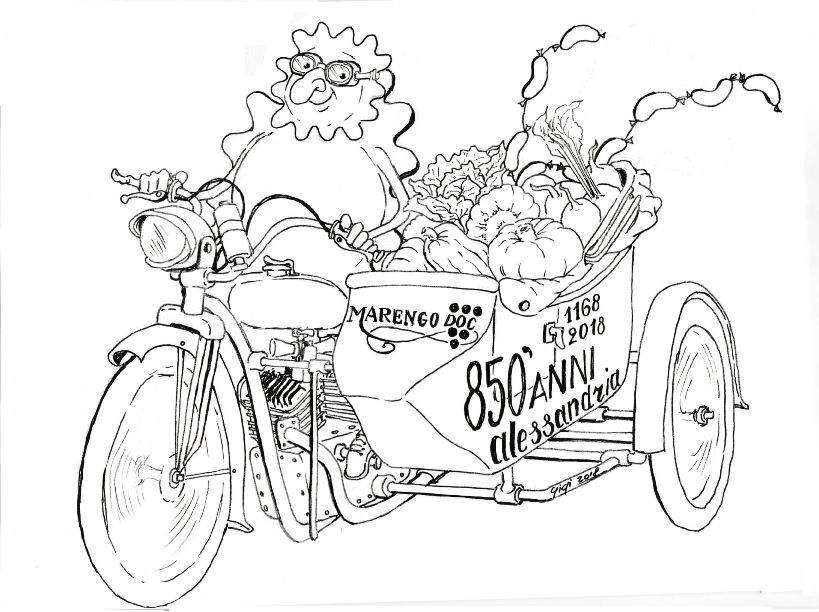 MARENGO DOC
1168
2018
850° ANNI
alessandria
gigi 2018